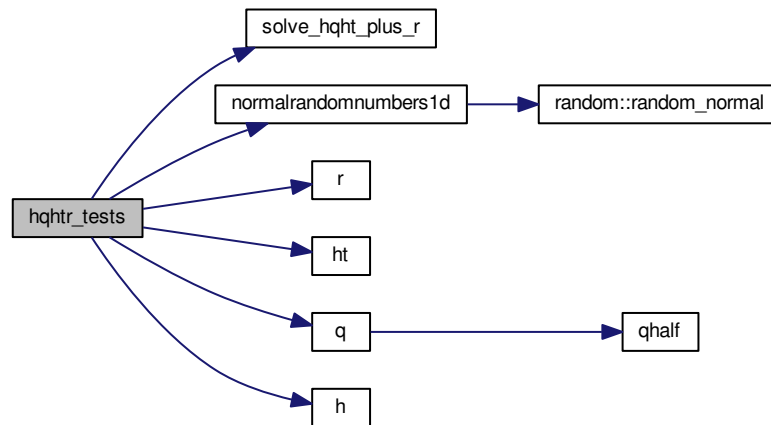 solve_hqht_plus_r
normalrandomnumbers1d
random::random_normal
r
hqhtr_tests
ht
q
qhalf
h